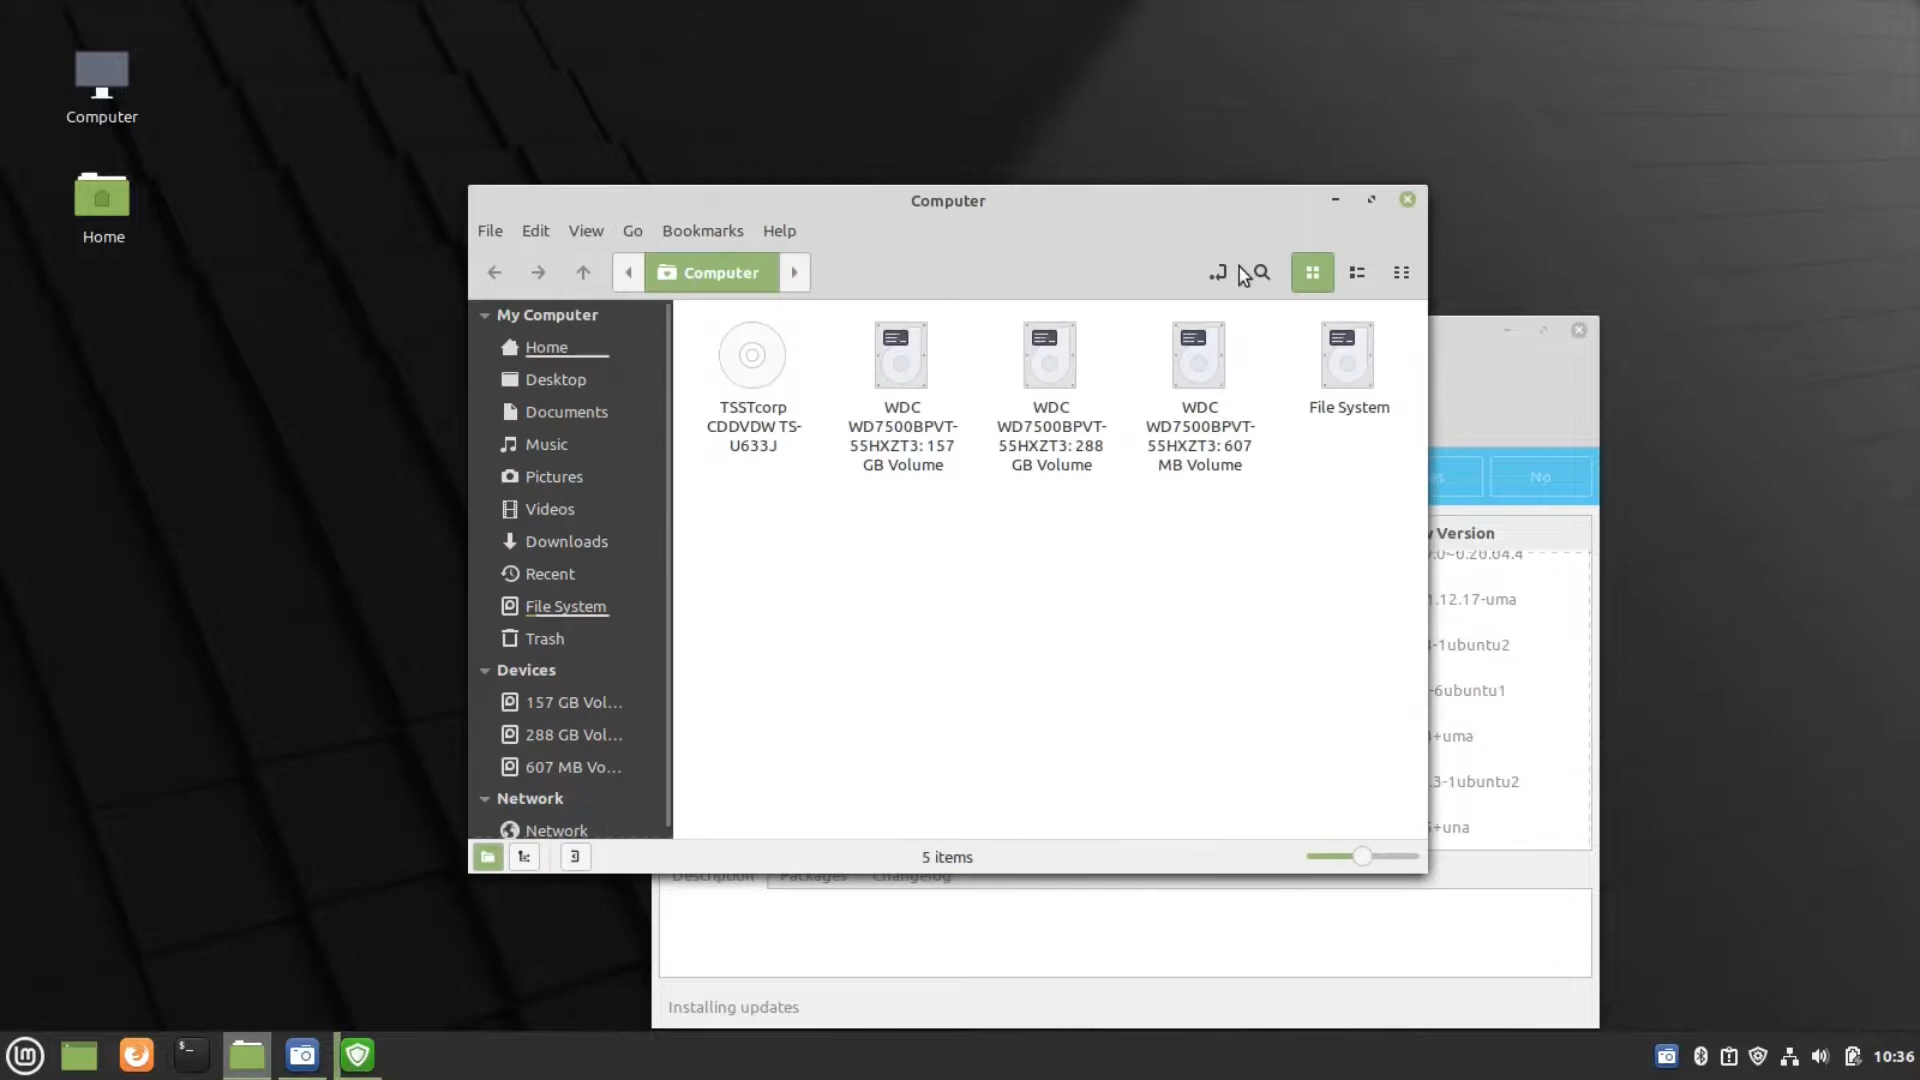 Computer
Home
Computer
File Edit View Go Bookmarks Help
Computer
My Computer
Home
Desktop
Documents
Music
Pictures
Videos
Downloads
Recent
File System
Trash
Devices
157 GB Vol...
288 GB Vol...
607 MB Vo...
Network
Network
TSSTcorp
CDDVDW TS-
U633J
WDC
WD7500BPVT-
55HXZT3: 157
GB Volume
WDC
WD7500BPVT-
55HXZT3: 288
GB Volume
WDC
WD7500BPVT-
55HXZT3: 607
MB Volume
File System
5 items
No
Version
1.12.17-uma
-1ubuntu2
-6ubuntu1
+uma
.3-1ubuntu2
+una
Description Packages Changelog
Installing updates
10:36